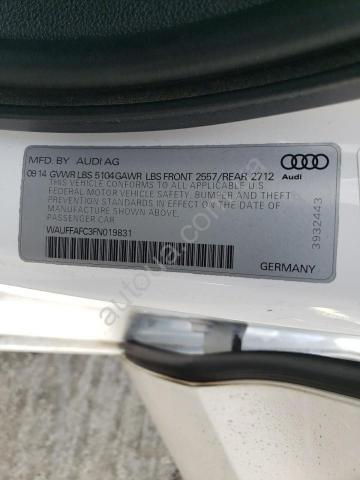 MFD. BY AUDI AG
09 14 GVWR LBS 5104 GAWR LBS FRONT 2557/REAR 2712
THIS VEHICLE CONFORMS TO ALL APPLICABLE U.S.
FEDERAL MOTOR VEHICLE SAFETY, BUMPER AND THEFT
PREVENTION STANDARDS IN EFFECT ON THE DATE OF
MANUFACTURE SHOWN ABOVE.
PASSENGER CAR
WAUFFAFC3FN019831
Audi
3932443
GERMANY